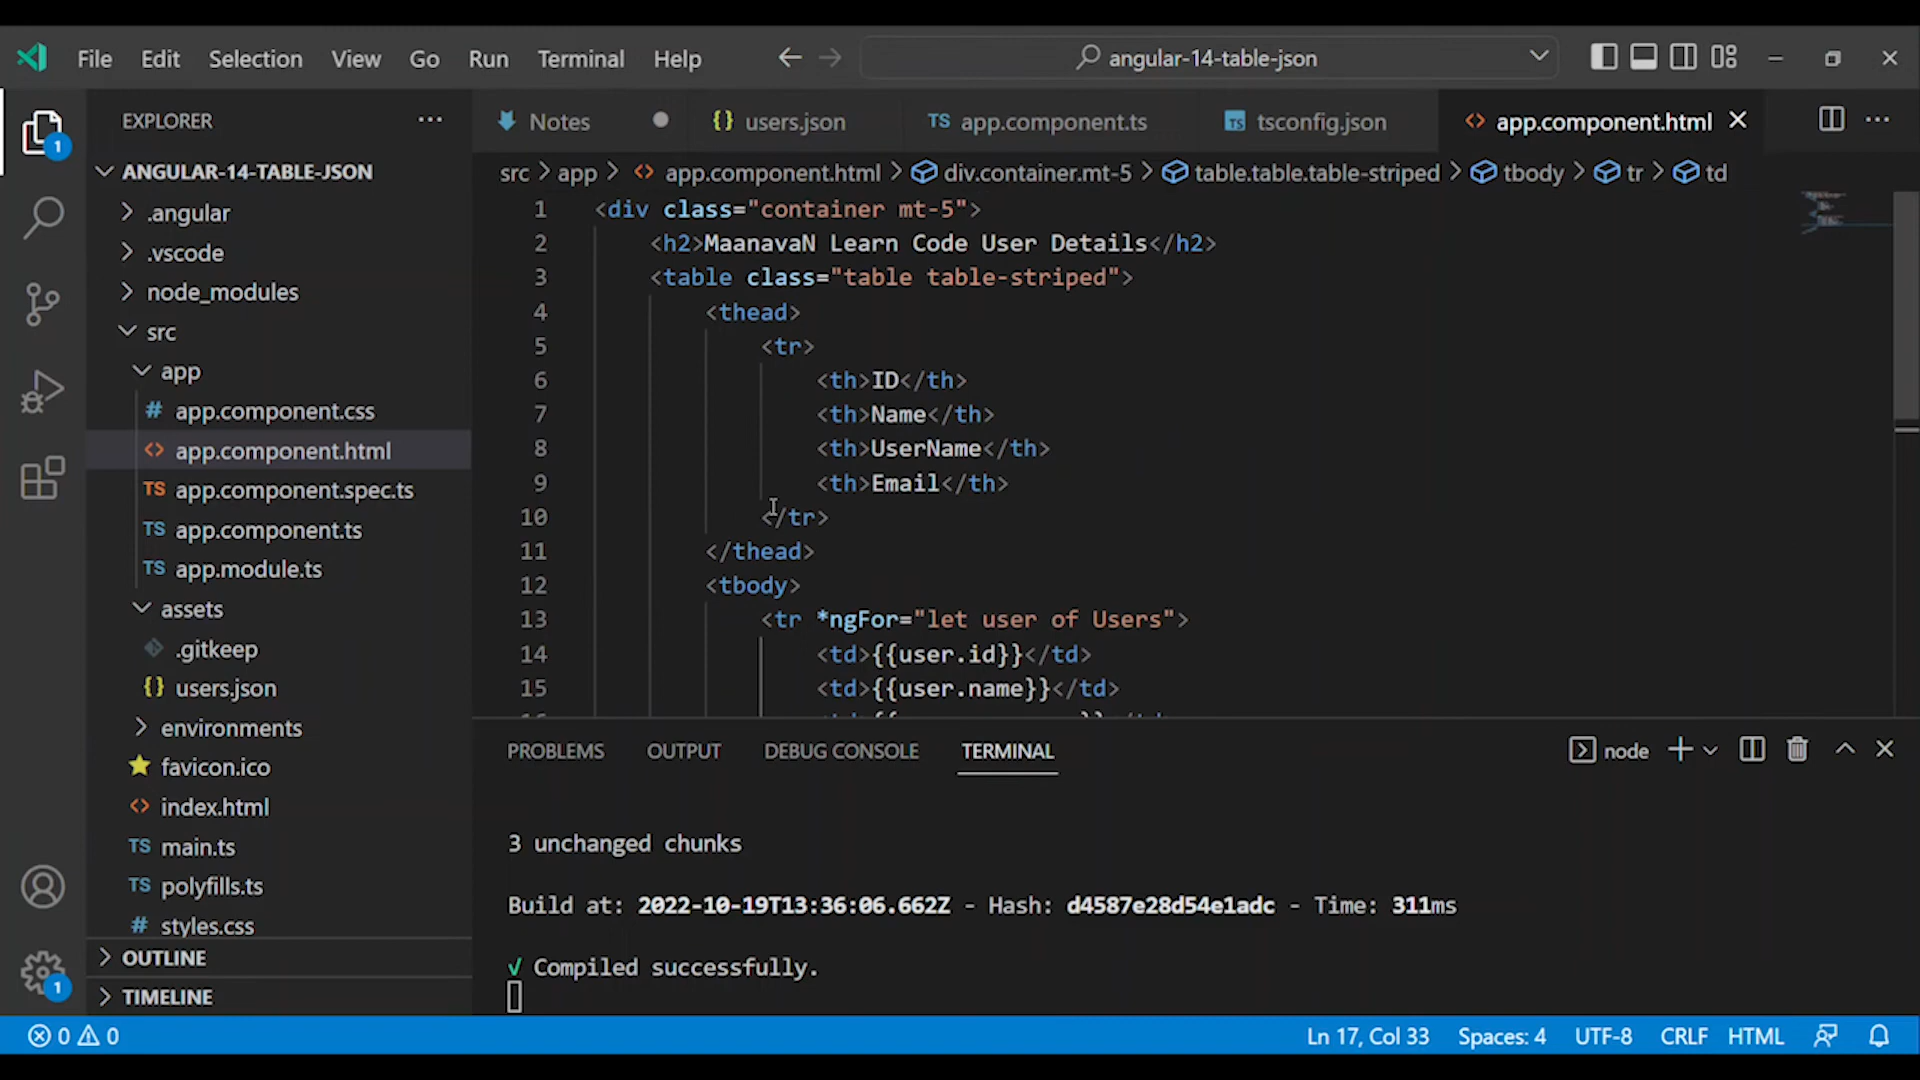 File Edit Selection View Go Run Terminal Help angular-14-table-json
EXPLORER
1
ANGULAR-14-TABLE-JSON
.angular
.vscode
node_modules
src
app
# app.component.css
<> app.component.html
TS app.component.spec.ts
TS app.component.ts
TS app.module.ts
assets
.gitkeep
{} users.json
environments
favicon.ico
<> index.html
TS main.ts
TS polyfills.ts
# styles.css
OUTLINE
TIMELINE
1
Notes {} users.json TS app.component.ts TS tsconfig.json <> app.component.html
src > app > <> app.component.html > div.container.mt-5 > table.table.table-striped > tbody > tr > td
1 <div class="container mt-5">
2 <h2>MaanavaN Learn Code User Details</h2>
3 <table class="table table-striped">
4 <thead>
5 <tr>
6 <th>ID</th>
7 <th>Name</th>
8 <th>UserName</th>
9 <th>Email</th>
10 </tr>
11 </thead>
12 <tbody>
13 <tr *ngFor="let user of Users">
14 <td>{{user.id}}</td>
15 <td>{{user.name}}</td>
PROBLEMS OUTPUT DEBUG CONSOLE TERMINAL node
3 unchanged chunks
Build at: 2022-10-19T13:36:06.662Z - Hash: d4587e28d54e1adc - Time: 311ms
√ Compiled successfully.
0 0 Ln 17, Col 33 Spaces: 4 UTF-8 CRLF HTML